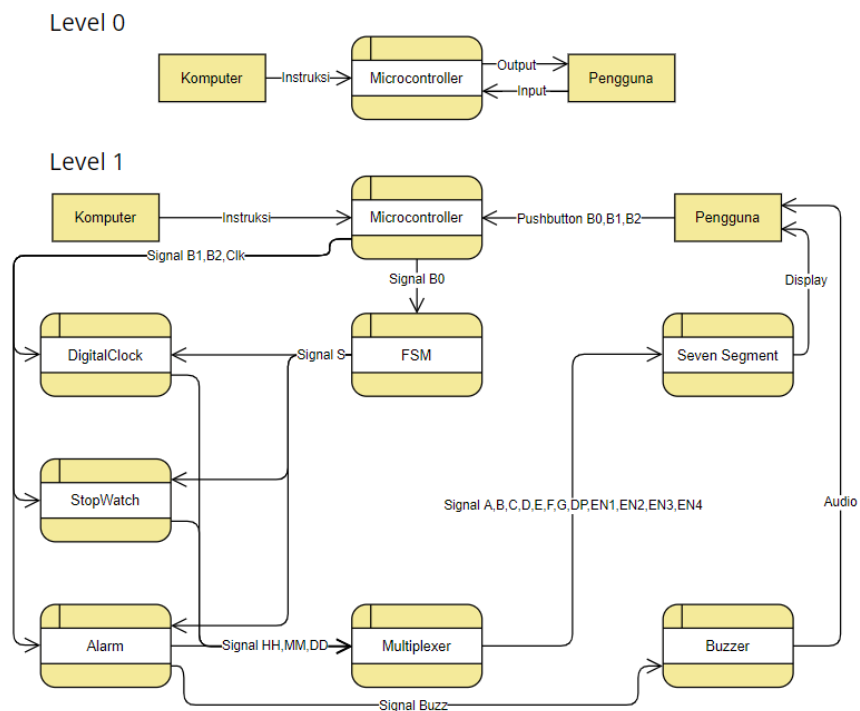 Level 0
Komputer
Instruksi
Microcontroller
Output
Input
Pengguna
Level 1
Komputer
Instruksi
Microcontroller
Pushbutton B0,B1,B2
Pengguna
Signal B1,B2,Clk
Signal B0
Display
DigitalClock
Signal S
FSM
Seven Segment
StopWatch
Signal A,B,C,D,E,F,G,DP,EN1,EN2,EN3,EN4
Audio
Alarm
Signal HH,MM,DD
Multiplexer
Buzzer
Signal Buzz